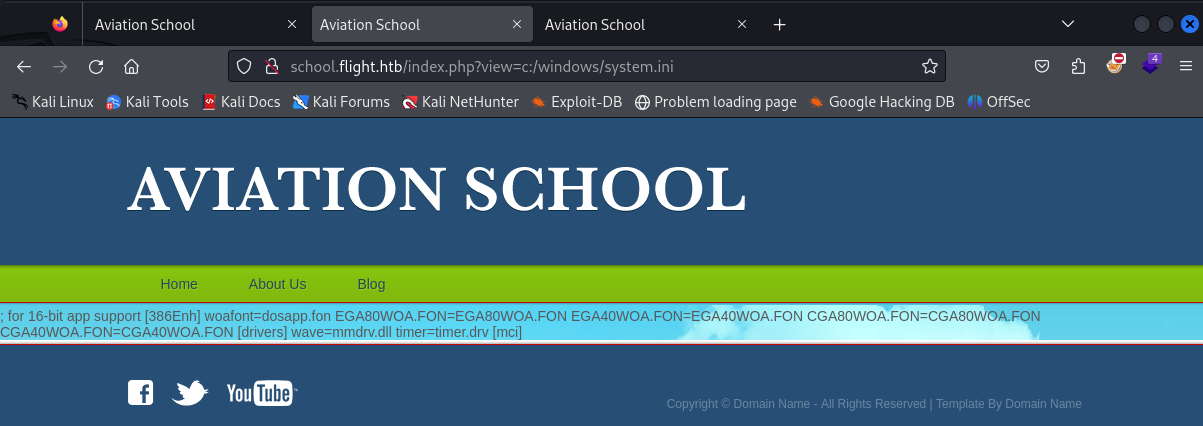 Aviation School
Aviation School
Aviation School
school.flight.htb/index.php?view=c:/windows/system.ini
4
Kali Linux Kali Tools Kali Docs Kali Forums Kali NetHunter Exploit-DB Problem loading page Google Hacking DB OffSec
AVIATION SCHOOL
Home About Us Blog
; for 16-bit app support [386Enh] woafont=dosapp.fon EGA80WOA.FON=EGA80WOA.FON EGA40WOA.FON=EGA40WOA.FON CGA80WOA.FON=CGA80WOA.FON
CGA40WOA.FON=CGA40WOA.FON [drivers] wave=mmdrv.dll timer=timer.drv [mci]
YouTube
Copyright © Domain Name - All Rights Reserved | Template By Domain Name